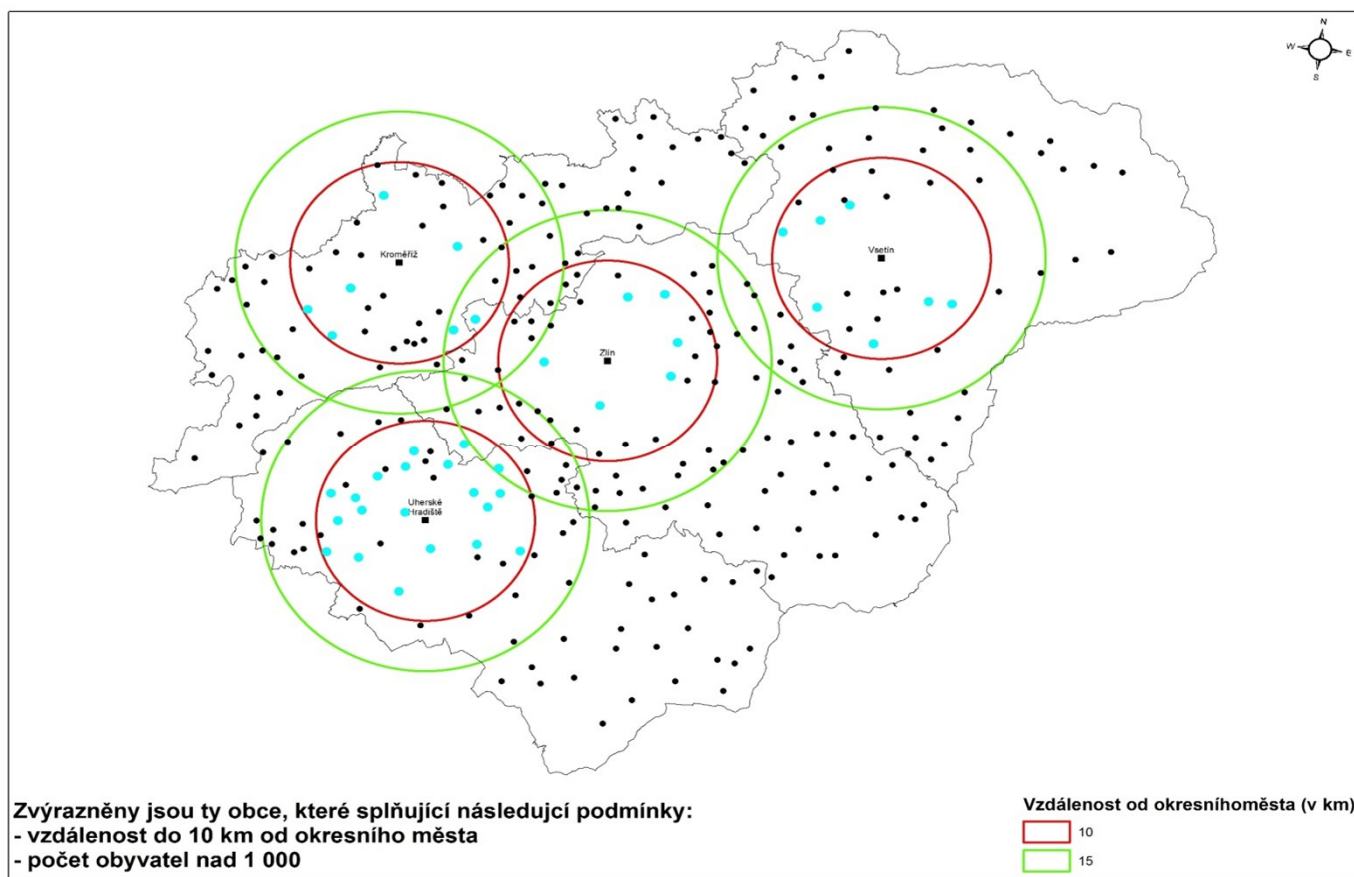 N
W E
S
Kroměříž
Vsetín
Zlín
Uherské
Hradiště
Zvýrazněny jsou ty obce, které splňující následujcí podmínky:
- vzdálenost do 10 km od okresního města
- počet obyvatel nad 1 000
Vzdálenost od okresníhoměsta (v km)
10
15